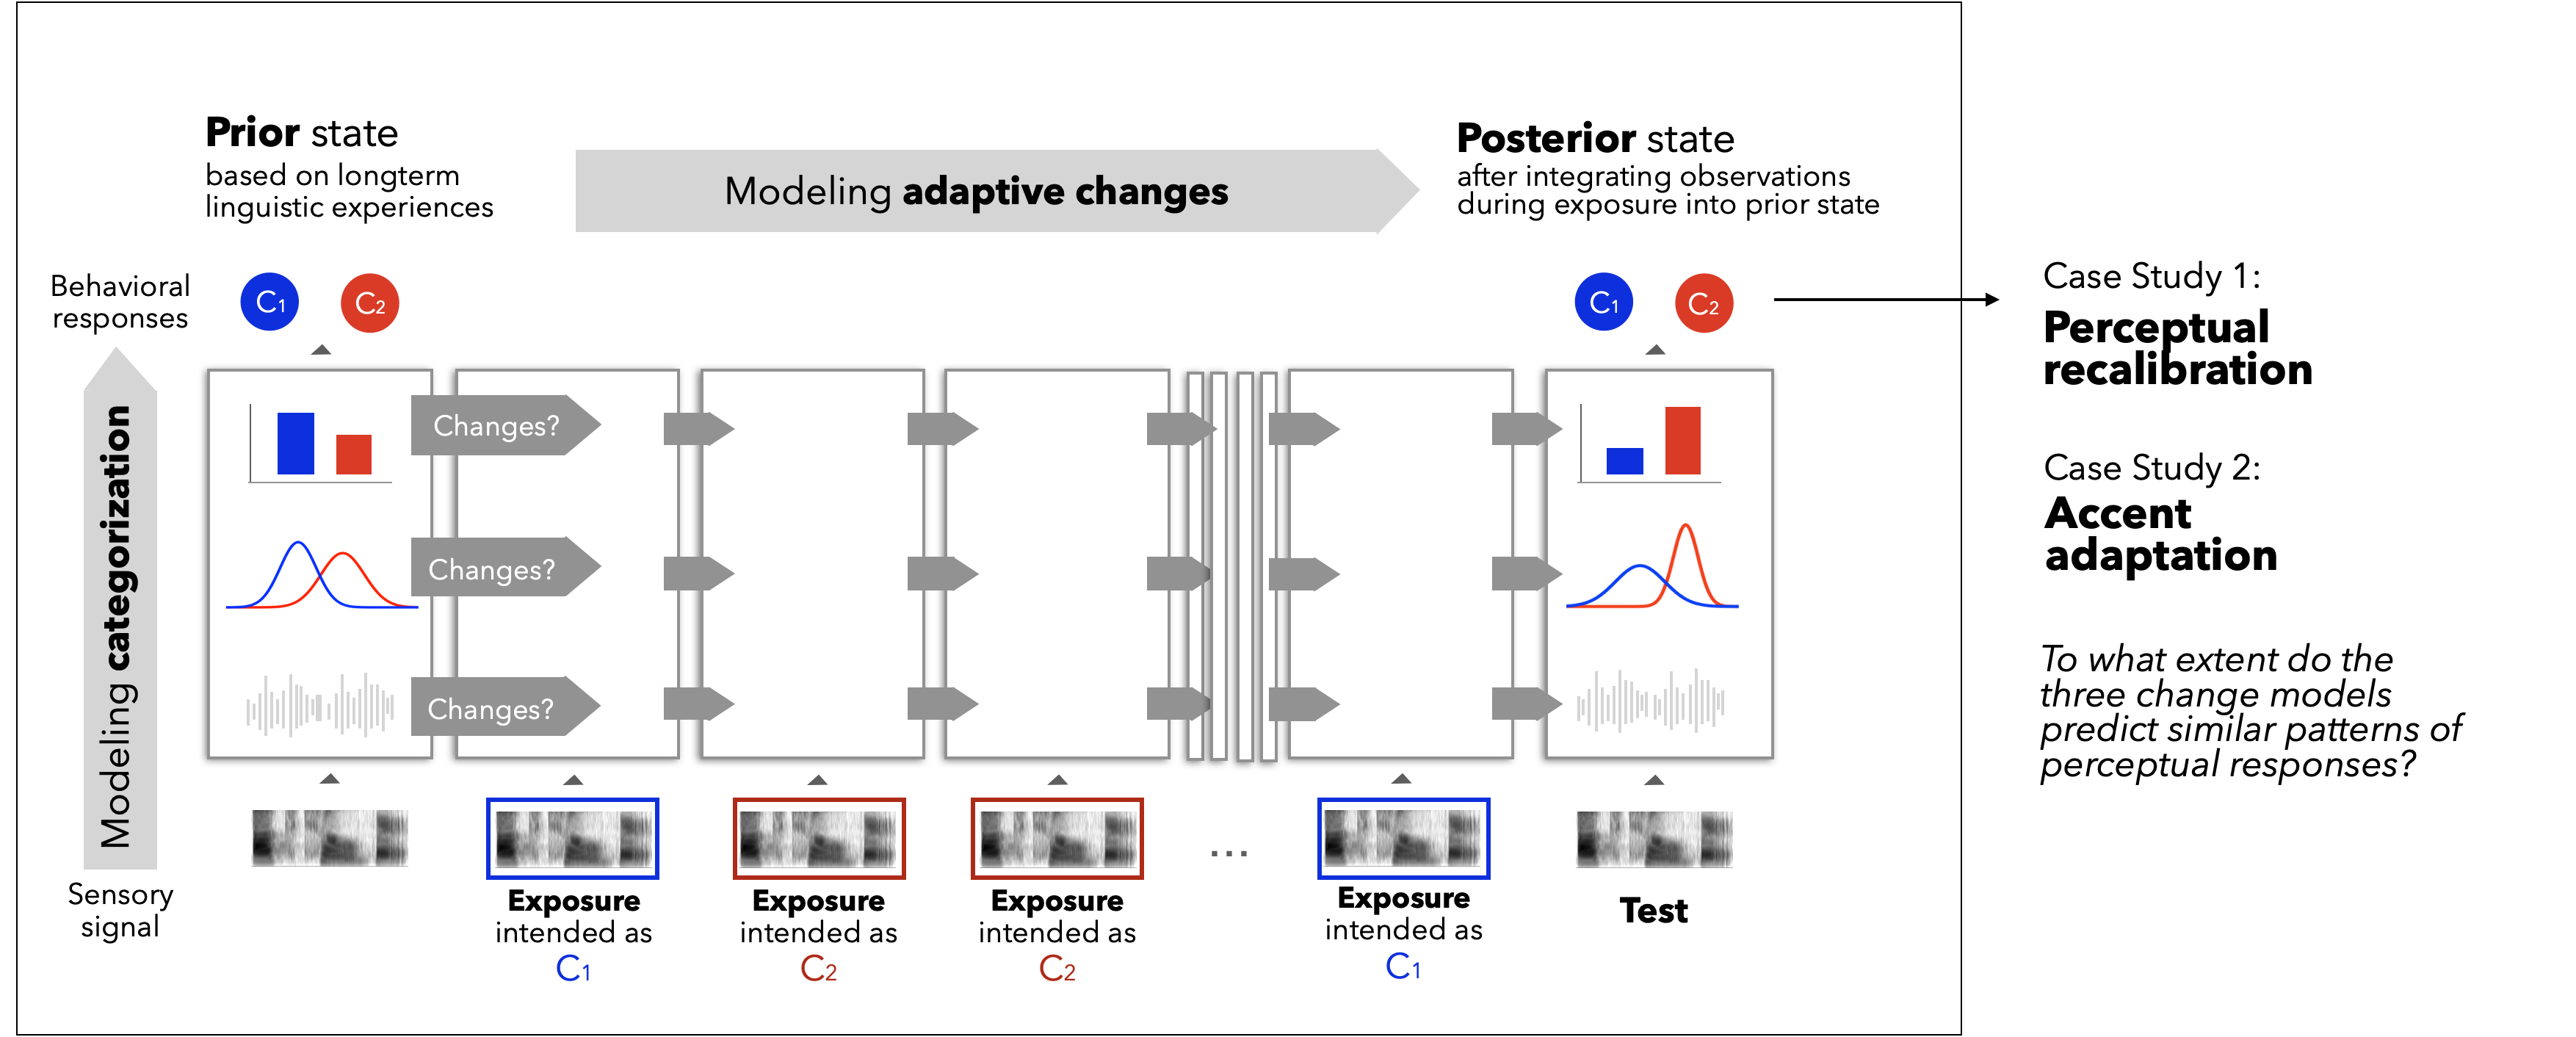 Prior state
based on longterm
linguistic experiences
Modeling adaptive changes
Posterior state
after integrating observations
during exposure into prior state
Behavioral
responses
C1
C2
C1
C2
Modeling categorization
Changes?
Changes?
Changes?
Sensory
signal
Exposure
intended as
C1
Exposure
intended as
C2
Exposure
intended as
C2
...
Exposure
intended as
C1
Test
Case Study 1:
Perceptual
recalibration
Case Study 2:
Accent
adaptation
To what extent do the
three change models
predict similar patterns of
perceptual responses?